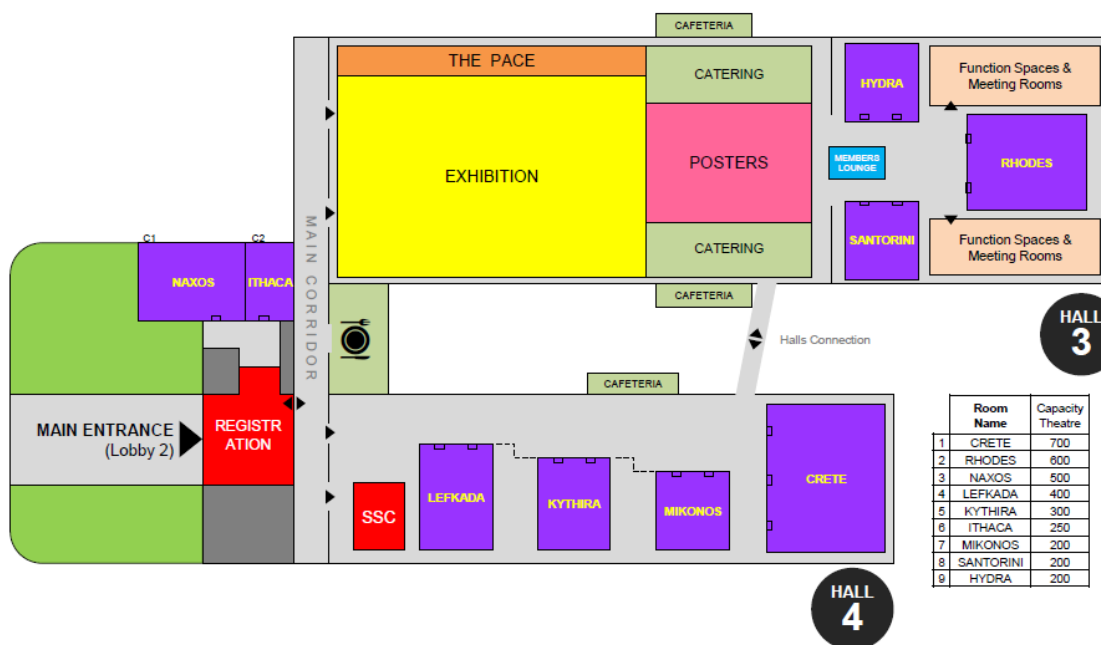 CAFETERIA
THE PACE
CATERING
HYDRA
Function Spaces &
Meeting Rooms
EXHIBITION
POSTERS
MEMBERS
LOUNGE
RHODES
MAIN CORRIDOR
C1
C2
NAXOS
ITHACA
CATERING
SANTORINI
Function Spaces &
Meeting Rooms
CAFETERIA
HALL
3
Halls Connection
CAFETERIA
MAIN ENTRANCE
(Lobby 2)
REGISTR
ATION
SSC
LEFKADA
KYTHIRA
MIKONOS
CRETE
HALL
4
Room
Name
Capacity
Theatre
1 CRETE 700
2 RHODES 600
3 NAXOS 500
4 LEFKADA 400
5 KYTHIRA 300
6 ITHACA 250
7 MIKONOS 200
8 SANTORINI 200
9 HYDRA 200